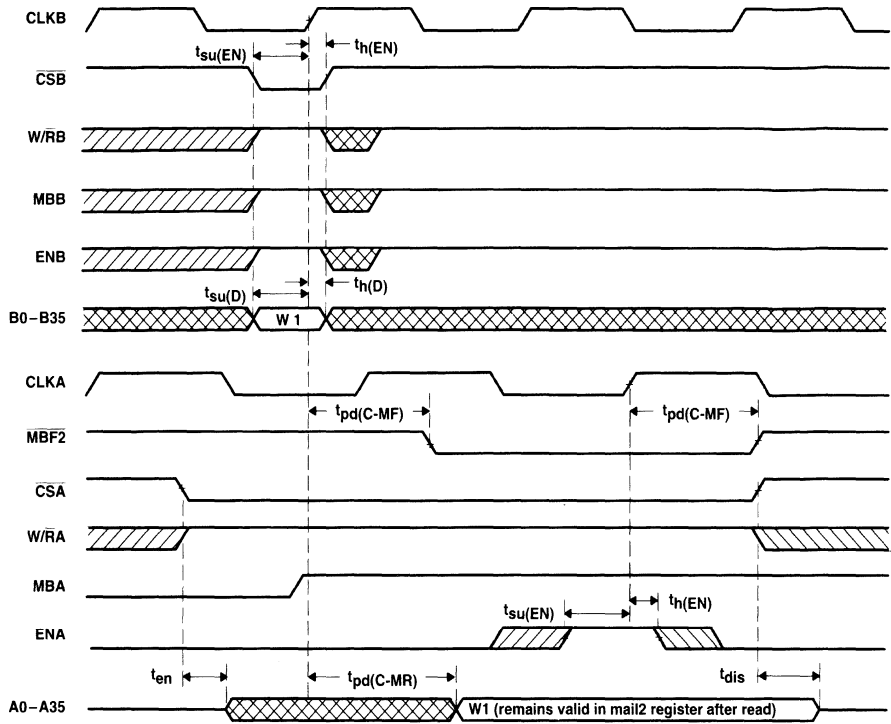 CLKB
tsu(EN)
th(EN)
CSB
W/RB
MBB
ENB
tsu(D)
th(D)
B0–B35
W 1
CLKA
tpd(C-MF)
tpd(C-MF)
MBF2
CSA
W/RA
MBA
tsu(EN)
th(EN)
ENA
ten
tpd(C-MR)
tdis
A0–A35
W1 (remains valid in mail2 register after read)